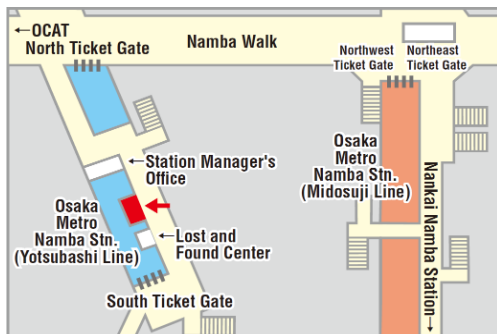 ←OCAT
North Ticket Gate
Namba Walk
Northwest
Ticket Gate
Northeast
Ticket Gate
Station Manager's
Office
Osaka
Metro
Namba Stn.
(Midosuji Line)
Osaka
Metro
Namba Stn.
(Yotsubashi Line)
Lost and
Found Center
South Ticket Gate
Nankai Namba Station→